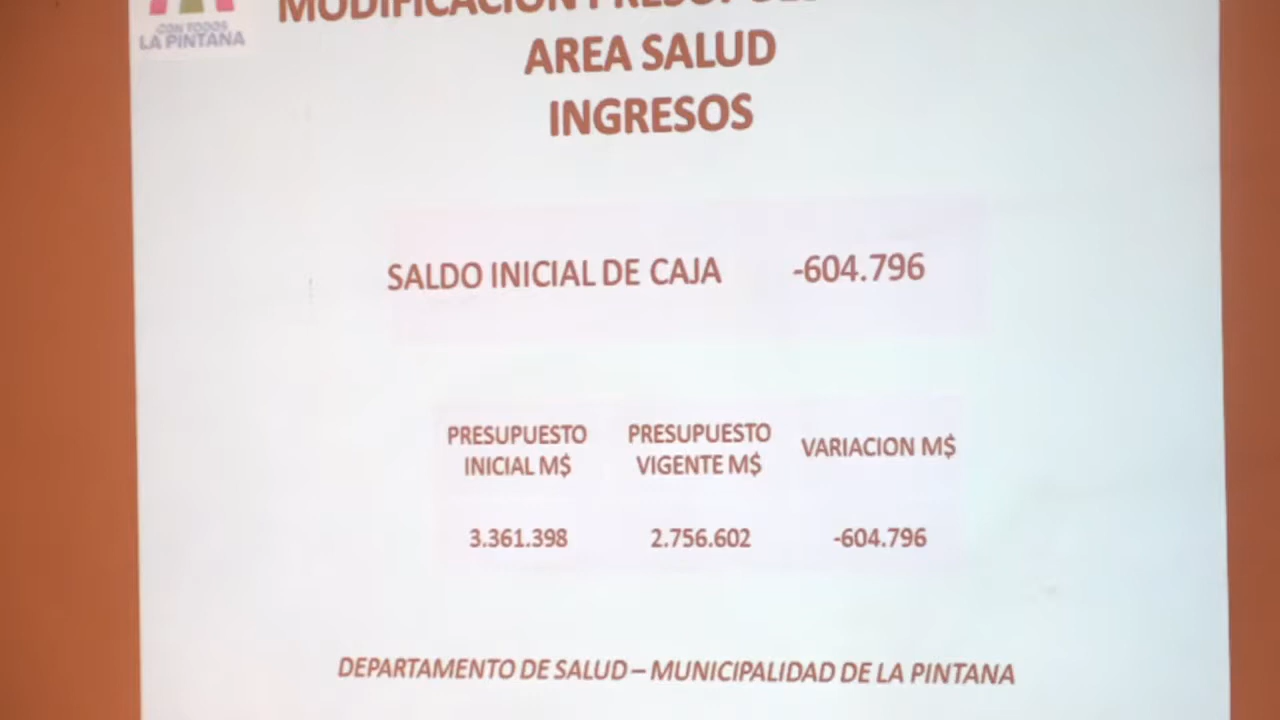 CON TODOS
LA PINTANA
MODIFICACION
AREA SALUD
INGRESOS
SALDO INICIAL DE CAJA -604.796
PRESUPUESTO INICIAL M$ PRESUPUESTO VIGENTE M$ VARIACION M$
3.361.398 2.756.602 -604.796
DEPARTAMENTO DE SALUD – MUNICIPALIDAD DE LA PINTANA